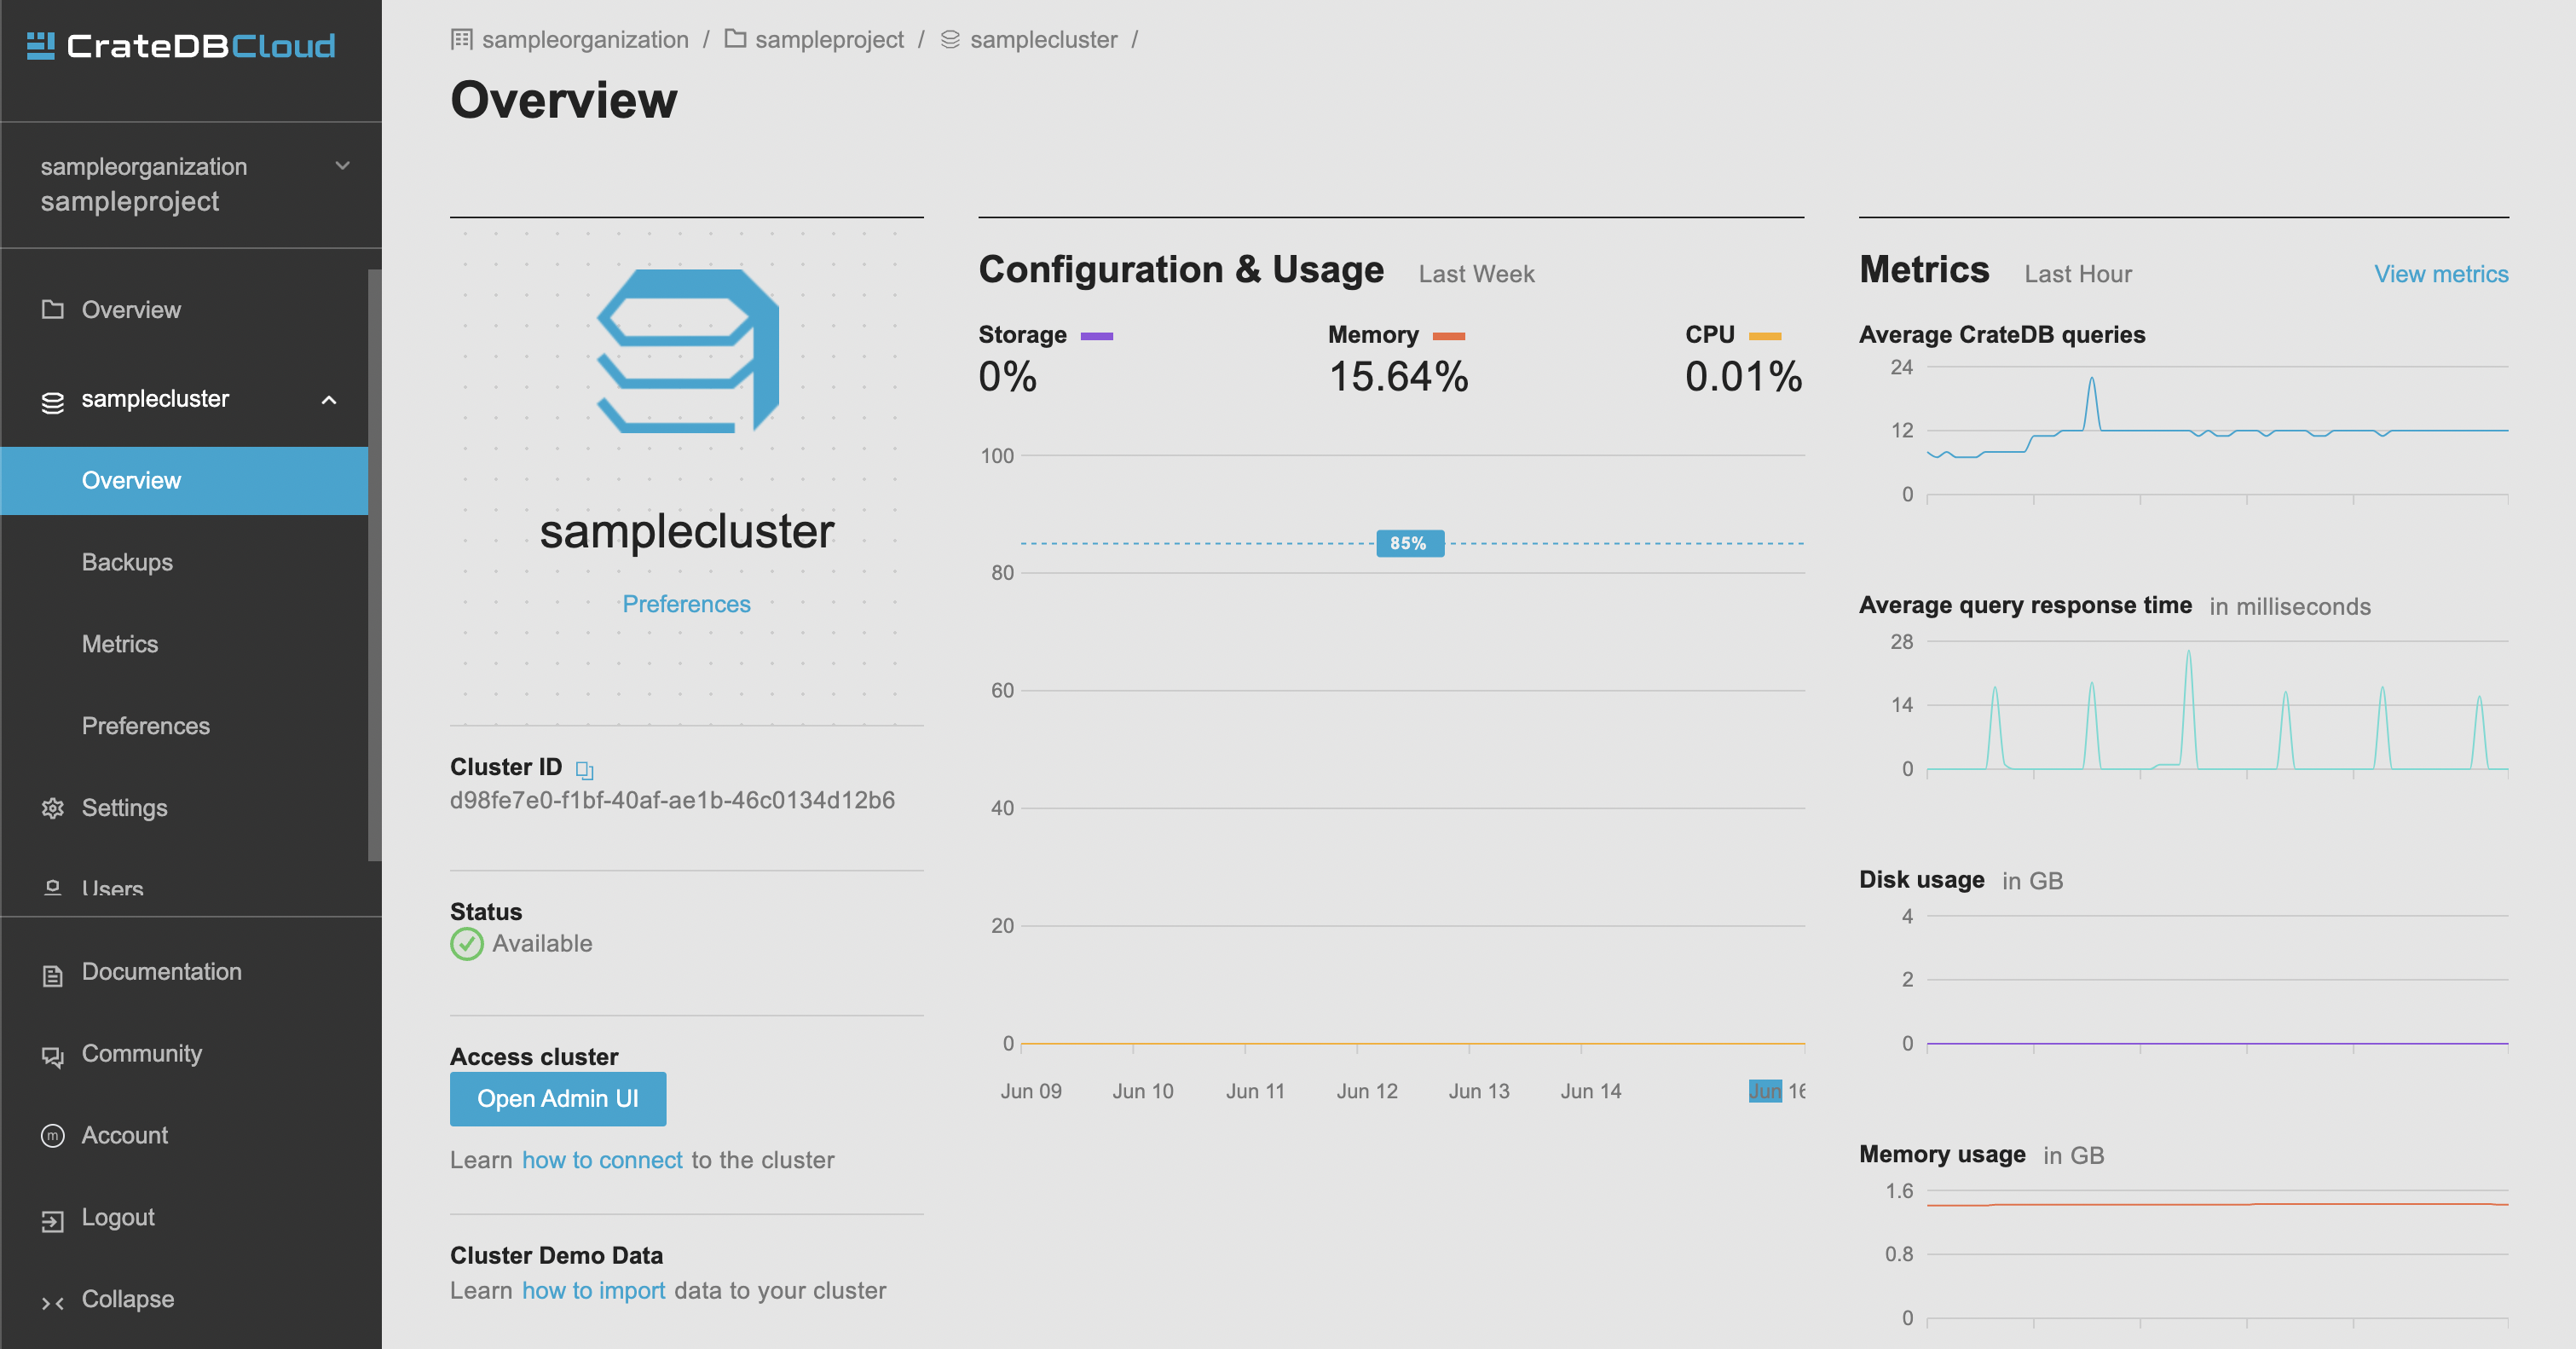 CrateDBCloud
sampleorganization
sampleproject
Overview
samplecluster
Overview
Backups
Metrics
Preferences
Settings
Users
Documentation
Community
m
Account
Logout
Collapse
sampleorganization / sampleproject / samplecluster /
Overview
samplecluster
Preferences
Cluster ID
d98fe7e0-f1bf-40af-ae1b-46c0134d12b6
Status
Available
Access cluster
Open Admin UI
Learn how to connect to the cluster
Cluster Demo Data
Learn how to import data to your cluster
Configuration & Usage Last Week
Storage Memory CPU
0% 15.64% 0.01%
100
85%
80
60
40
20
0
Jun 09 Jun 10 Jun 11 Jun 12 Jun 13 Jun 14 Jun 16
Metrics Last Hour View metrics
Average CrateDB queries
24
12
0
Average query response time in milliseconds
28
14
0
Disk usage in GB
4
2
0
Memory usage in GB
1.6
0.8
0